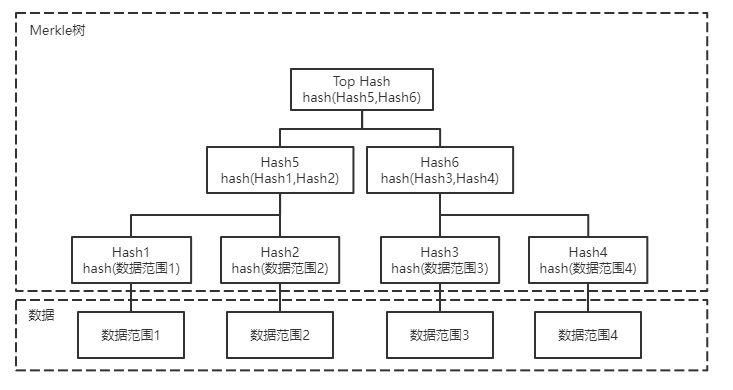 Merkle树
Top Hash
hash(Hash5,Hash6)
Hash5
hash(Hash1,Hash2)
Hash6
hash(Hash3,Hash4)
Hash1
hash(数据范围1)
Hash2
hash(数据范围2)
Hash3
hash(数据范围3)
Hash4
hash(数据范围4)
数据
数据范围1
数据范围2
数据范围3
数据范围4